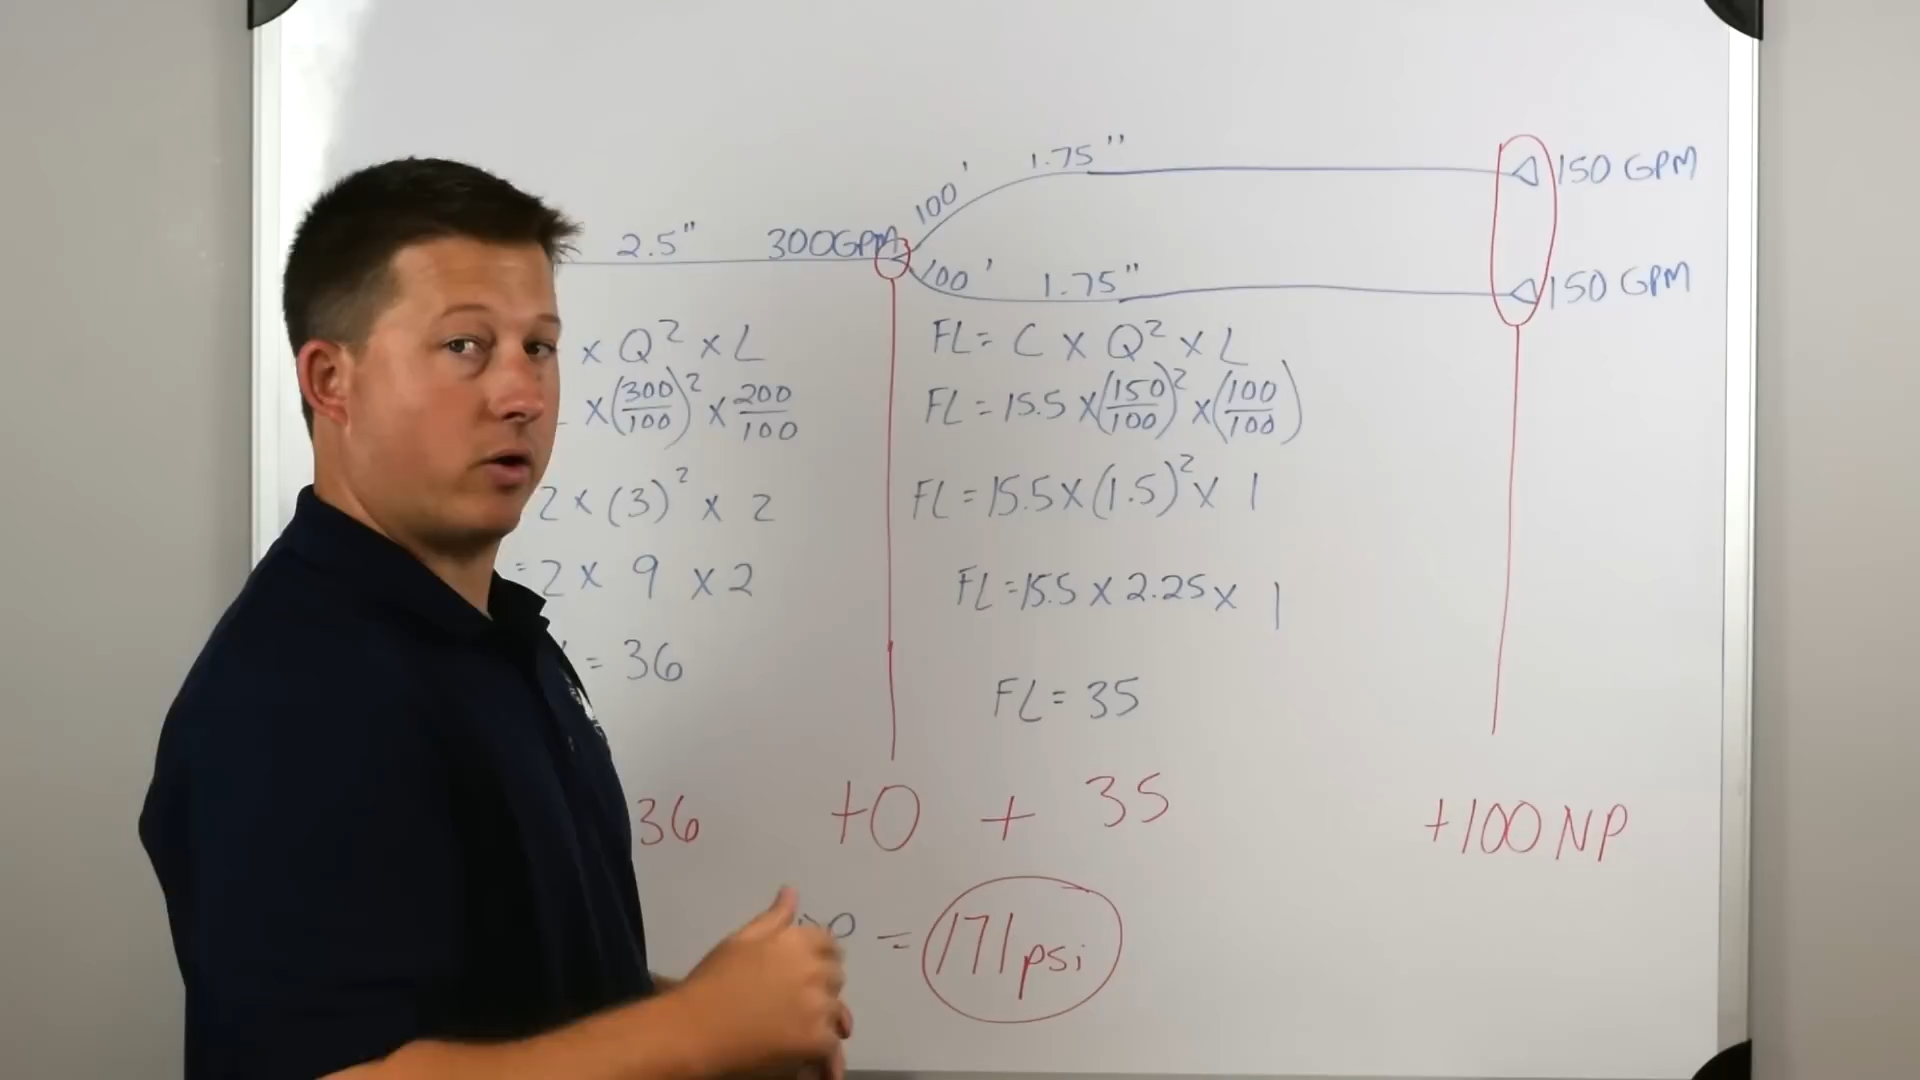 100' 1.75" 150 GPM
2.5" 300GPM
100' 1.75" 150 GPM
x Q² x L
x (300/100)² x 200/100
2 x (3)² x 2
= 2 x 9 x 2
= 36
FL= C x Q² x L
FL = 15.5 x (150/100)² x (100/100)
FL = 15.5 x (1.5)² x 1
FL = 15.5 x 2.25 x 1
FL = 35
36 +0 + 35 +100 NP
= 171 psi